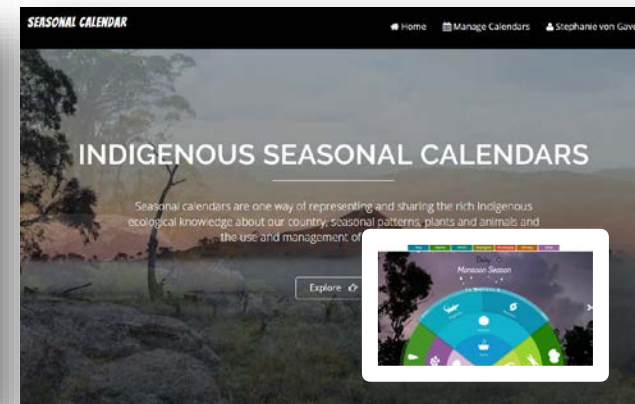 SEASONAL CALENDAR
Home Manage Calendars Stephanie von Gave
INDIGENOUS SEASONAL CALENDARS
Seasonal calendars are one way of representing and sharing the rich Indigenous
ecological knowledge about our country, seasonal patterns, plants and animals and
the use and management of
Explore
Monsoon Season